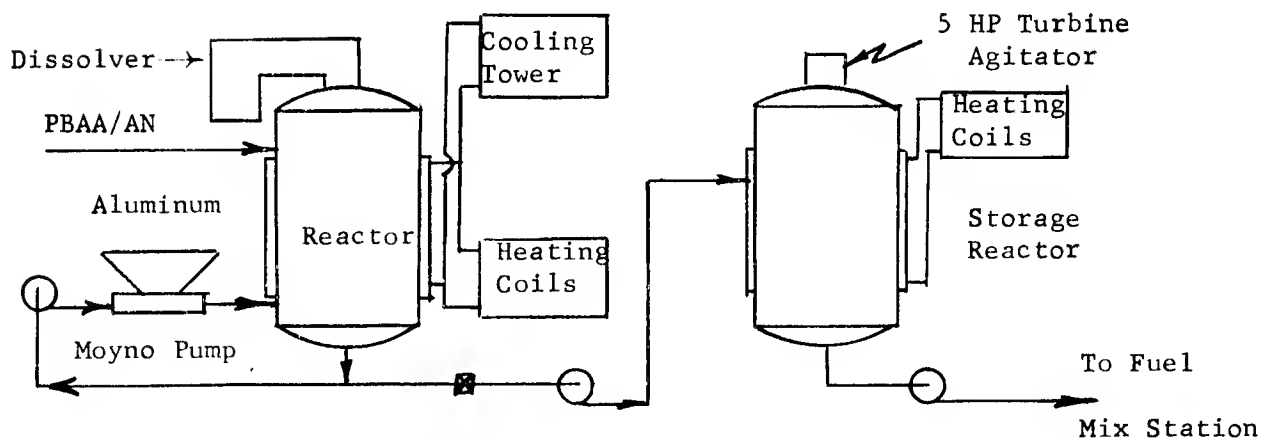 Dissolver
PBAA/AN
Aluminum
Moyno Pump
Reactor
Cooling
Tower
Heating
Coils
5 HP Turbine
Agitator
Heating
Coils
Storage
Reactor
To Fuel
Mix Station